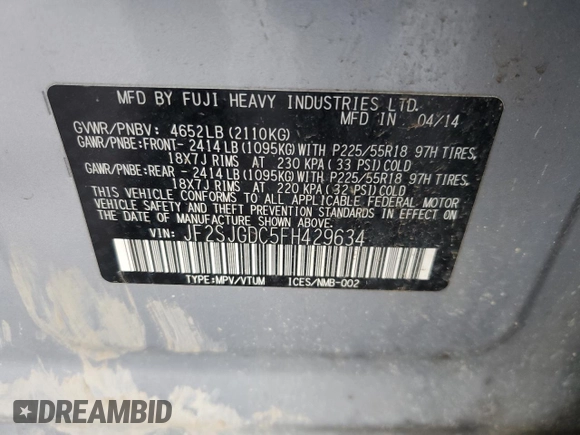 MFD BY FUJI HEAVY INDUSTRIES LTD.
MFD IN 04/14
GVWR/PNBV: 4652LB(2110KG)
GAWR/PNBE:FRONT- 2414LB(1095KG)WITH P225/55R18 97H TIRES,
18X7J RIMS AT 230 KPA(33 PSI)COLD
GAWR/PNBE:REAR - 2414LB(1095KG)WITH P225/55R18 97H TIRES,
18X7J RIMS AT 220 KPA(32 PSI)COLD
THIS VEHICLE CONFORMS TO ALL APPLICABLE FEDERAL MOTOR
VEHICLE SAFETY AND BUMPER STANDARDS IN EFFECT ON THE
DATE OF MANUFACTURE SHOWN ABOVE.
VIN: JF2SJGDC5FH429634
TYPE:MPV/VTUM ICES/NMB-002
DREAMBID